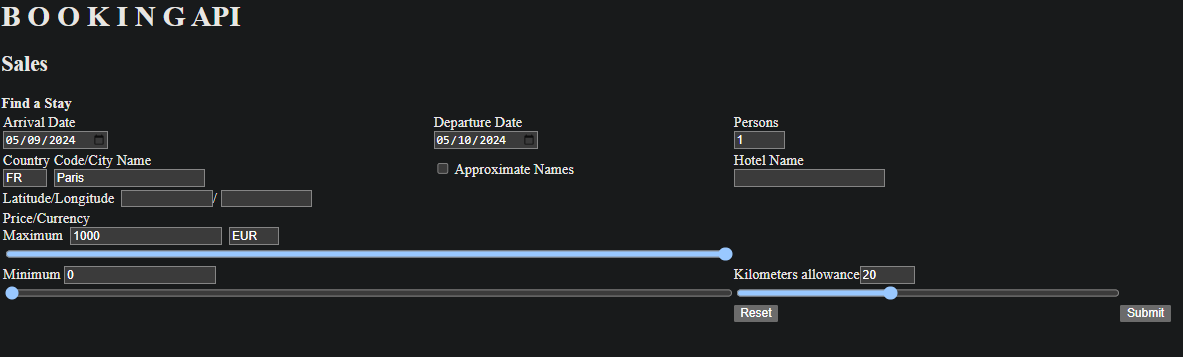 B O O K I N G API
Sales
Find a Stay
Arrival Date Departure Date Persons
05/09/2024 05/10/2024 1
Country Code/City Name Approximate Names Hotel Name
FR Paris
Latitude/Longitude /
Price/Currency
Maximum 1000 EUR
Minimum 0 Kilometers allowance 20
Reset Submit